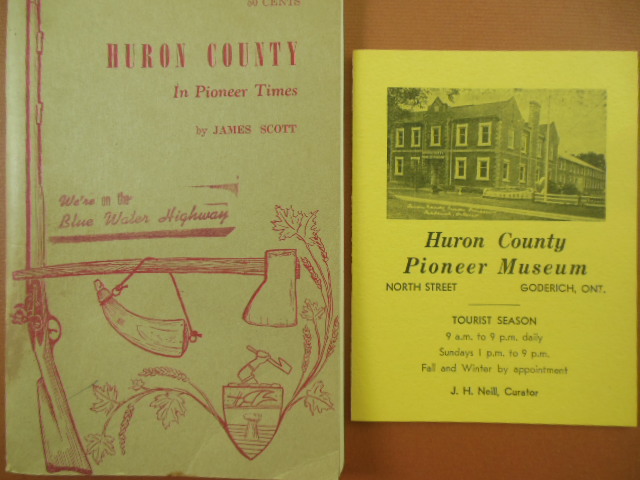 50 CENTS
HURON COUNTY
In Pioneer Times
by JAMES SCOTT
We're on the
Blue Water Highway
Huron County
Pioneer Museum
NORTH STREET GODERICH, ONT.
TOURIST SEASON
9 a.m. to 9 p.m. daily
Sundays 1 p.m. to 9 p.m.
Fall and Winter by appointment
J. H. Neill, Curator